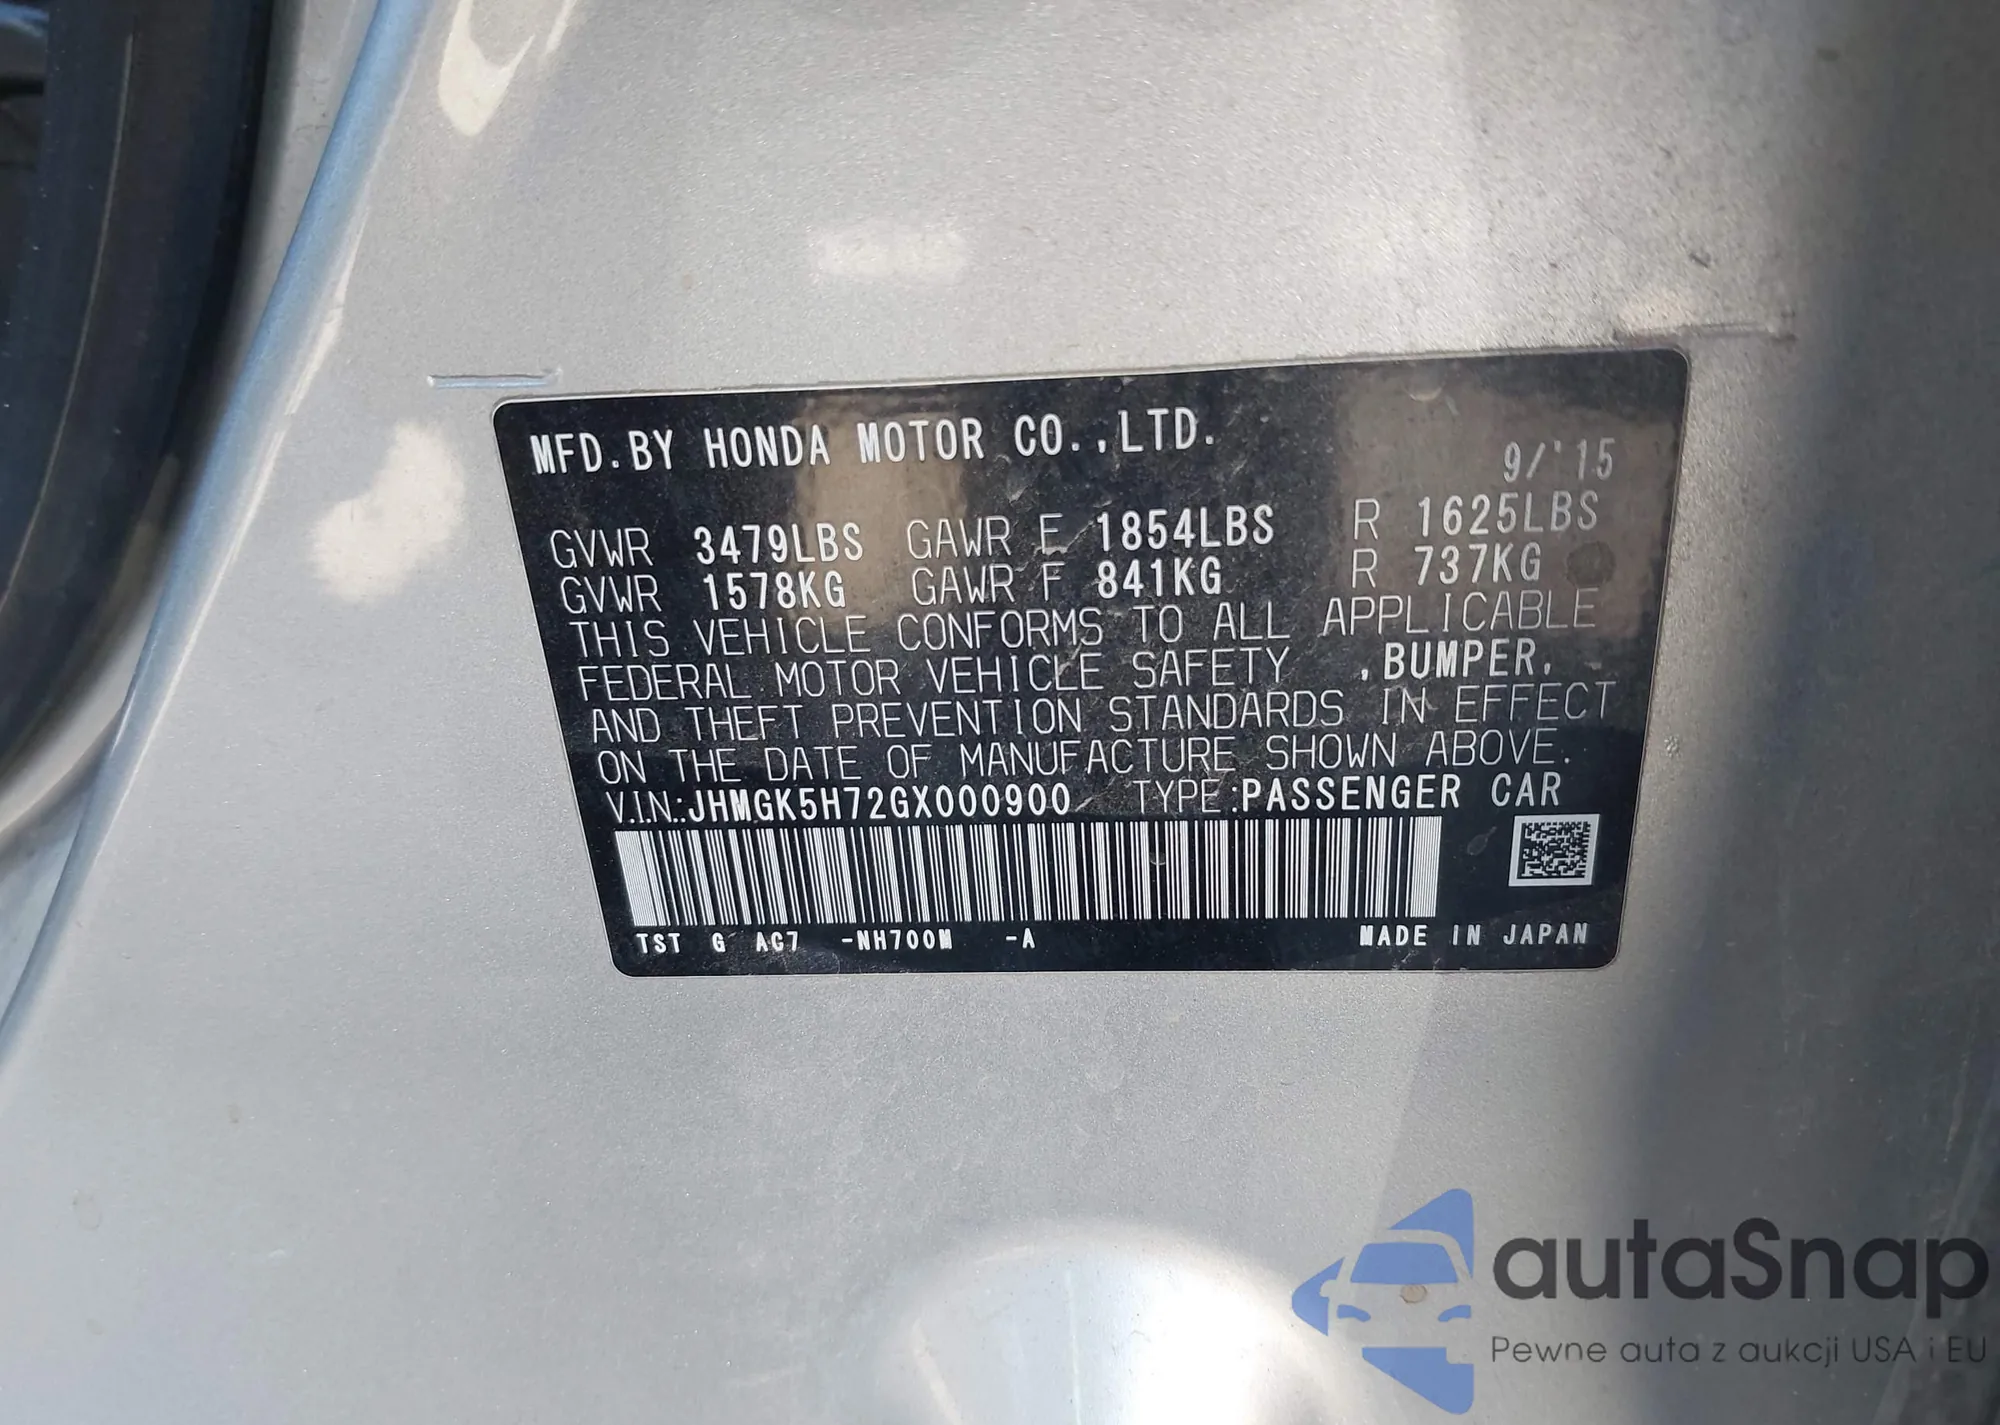 MFD.BY HONDA MOTOR CO.,LTD. 9/'15
GVWR 3479LBS GAWR F 1854LBS R 1625LBS
GVWR 1578KG GAWR F 841KG R 737KG
THIS VEHICLE CONFORMS TO ALL APPLICABLE
FEDERAL MOTOR VEHICLE SAFETY ,BUMPER,
AND THEFT PREVENTION STANDARDS IN EFFECT
ON THE DATE OF MANUFACTURE SHOWN ABOVE.
V.I.N.:JHMGK5H72GX000900 TYPE:PASSENGER CAR
TST G AC7 -NH700M -A MADE IN JAPAN
autaSnap
Pewne auta z aukcji USA i EU